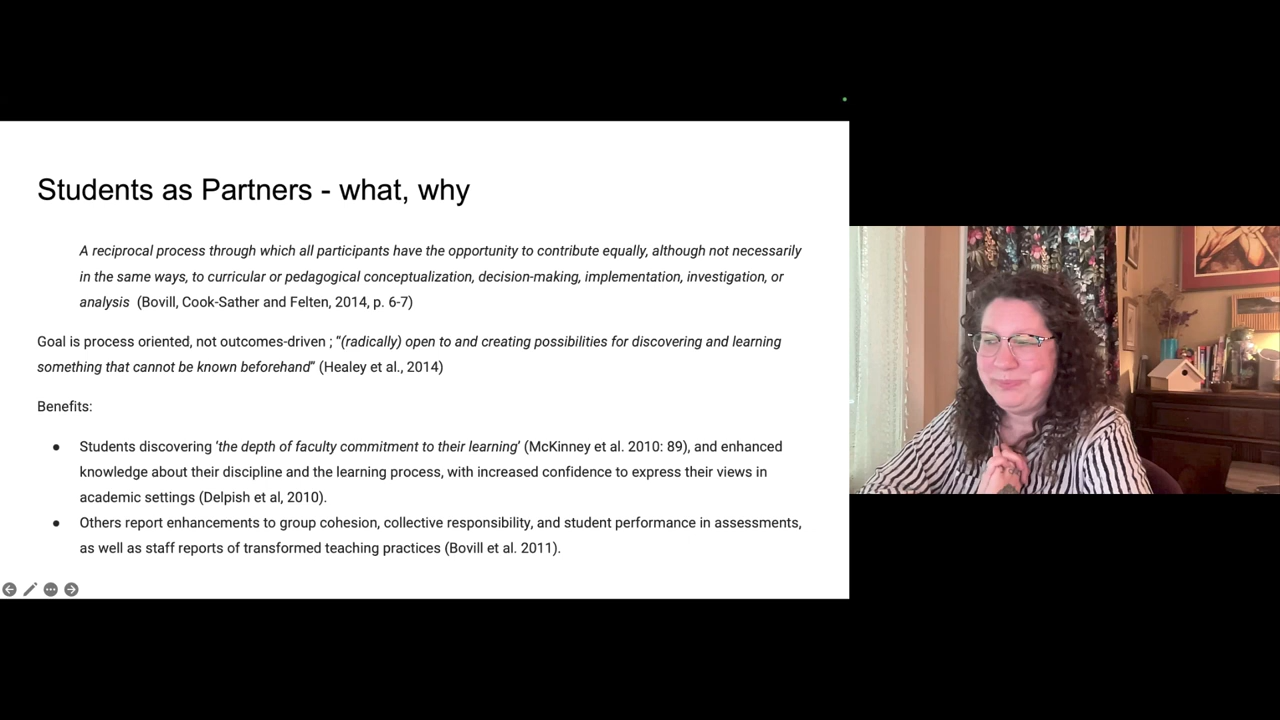 Students as Partners - what, why
A reciprocal process through which all participants have the opportunity to contribute equally, although not necessarily
in the same ways, to curricular or pedagogical conceptualization, decision-making, implementation, investigation, or
analysis (Bovill, Cook-Sather and Felten, 2014, p. 6-7)
Goal is process oriented, not outcomes-driven ; “(radically) open to and creating possibilities for discovering and learning
something that cannot be known beforehand” (Healey et al., 2014)
Benefits:
● Students discovering ‘the depth of faculty commitment to their learning’ (McKinney et al. 2010: 89), and enhanced
knowledge about their discipline and the learning process, with increased confidence to express their views in
academic settings (Delpish et al, 2010).
● Others report enhancements to group cohesion, collective responsibility, and student performance in assessments,
as well as staff reports of transformed teaching practices (Bovill et al. 2011).